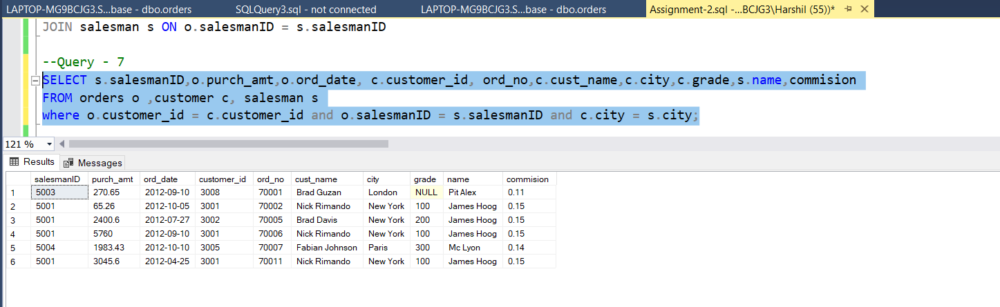 LAPTOP-MG9BCJG3.S...base - dbo.orders SQLQuery3.sql - not connected LAPTOP-MG9BCJG3.S...base - dbo.orders Assignment-2.sql -...BCJG3\Harshil (55))*
JOIN salesman s ON o.salesmanID = s.salesmanID
--Query - 7
SELECT s.salesmanID,o.purch_amt,o.ord_date, c.customer_id, ord_no,c.cust_name,c.city,c.grade,s.name,commision
FROM orders o ,customer c, salesman s
where o.customer_id = c.customer_id and o.salesmanID = s.salesmanID and c.city = s.city;
121 %
Results Messages
salesmanID purch_amt ord_date customer_id ord_no cust_name city grade name commision
1 5003 270.65 2012-09-10 3008 70001 Brad Guzan London NULL Pit Alex 0.11
2 5001 65.26 2012-10-05 3001 70002 Nick Rimando New York 100 James Hoog 0.15
3 5001 2400.6 2012-07-27 3002 70005 Brad Davis New York 200 James Hoog 0.15
4 5001 5760 2012-09-10 3001 70006 Nick Rimando New York 100 James Hoog 0.15
5 5004 1983.43 2012-10-10 3005 70007 Fabian Johnson Paris 300 Mc Lyon 0.14
6 5001 3045.6 2012-04-25 3001 70011 Nick Rimando New York 100 James Hoog 0.15